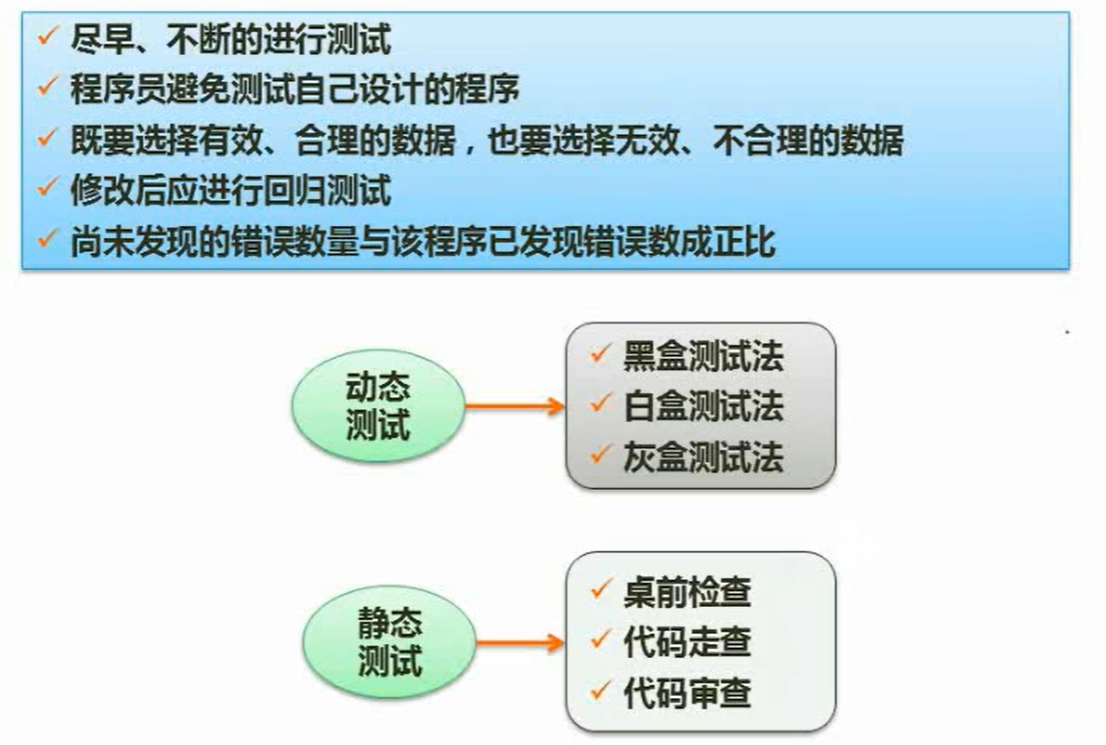 尽早、不断的进行测试
程序员避免测试自己设计的程序
既要选择有效、合理的数据，也要选择无效、不合理的数据
修改后应进行回归测试
尚未发现的错误数量与该程序已发现错误数成正比
动态
测试
黑盒测试法
白盒测试法
灰盒测试法
静态
测试
桌前检查
代码走查
代码审查